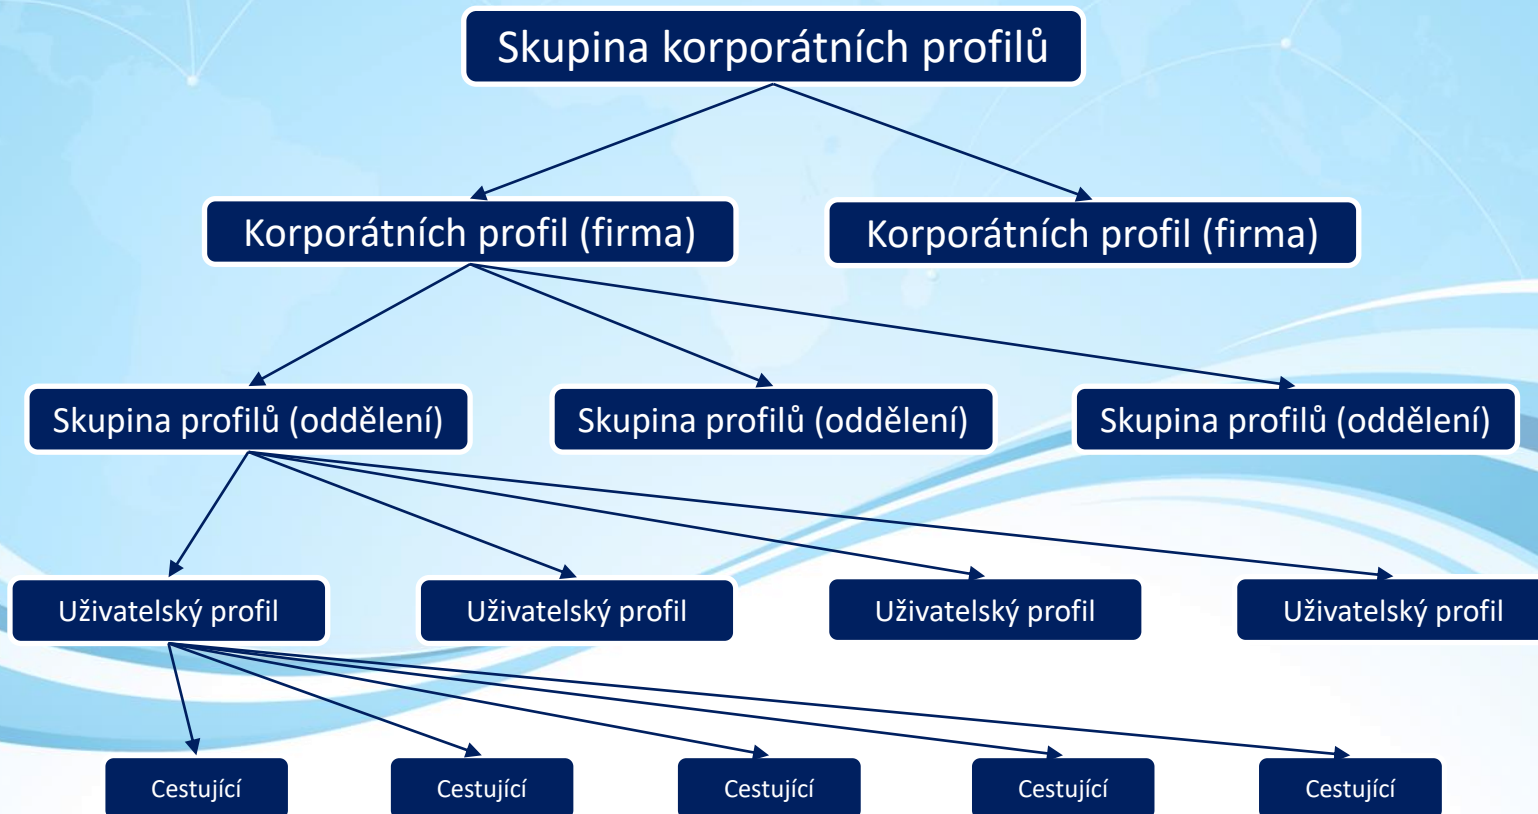 Skupina korporátních profilů
Korporátních profil (firma)
Korporátních profil (firma)
Skupina profilů (oddělení)
Skupina profilů (oddělení)
Skupina profilů (oddělení)
Uživatelský profil
Uživatelský profil
Uživatelský profil
Uživatelský profil
Cestující
Cestující
Cestující
Cestující
Cestující